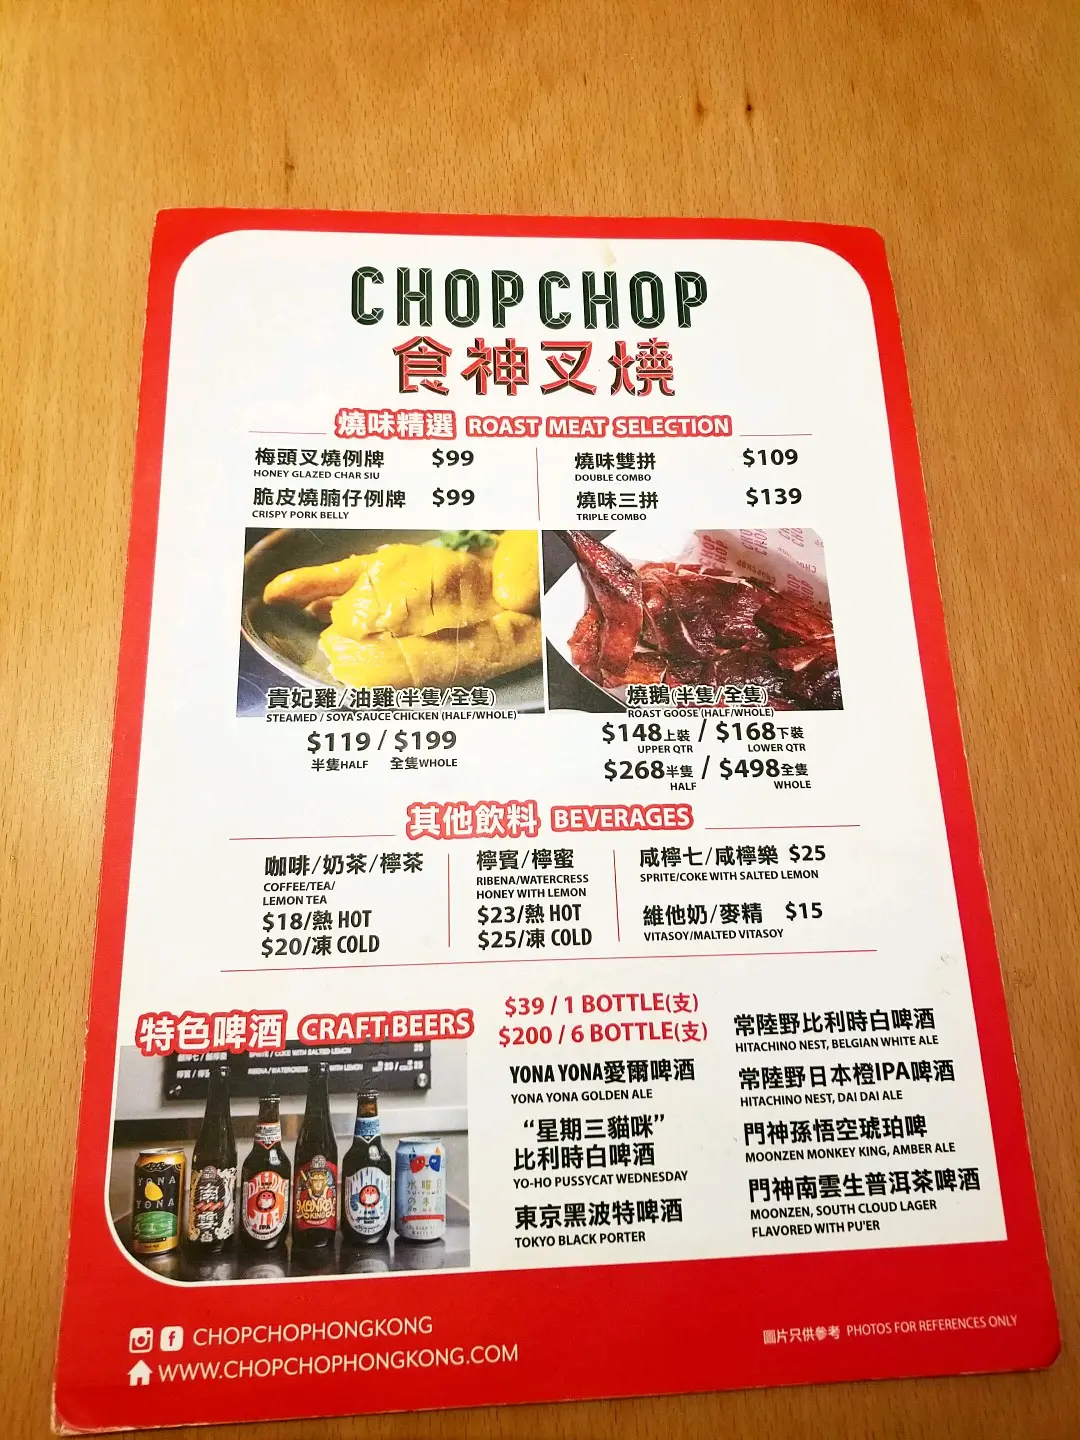 CHOPCHOP
食神叉燒
燒味精選 ROAST MEAT SELECTION
梅頭叉燒例牌 $99
HONEY GLAZED CHAR SIU
脆皮燒腩仔例牌 $99
CRISPY PORK BELLY
燒味雙拼 $109
DOUBLE COMBO
燒味三拼 $139
TRIPLE COMBO
貴妃雞/油雞(半隻/全隻)
STEAMED / SOYA SAUCE CHICKEN (HALF/WHOLE)
$119 / $199
半隻HALF 全隻WHOLE
燒鵝(半隻/全隻)
ROAST GOOSE (HALF/WHOLE)
$148上裝 / $168下裝
UPPER QTR LOWER QTR
$268半隻 / $498全隻
HALF WHOLE
其他飲料 BEVERAGES
咖啡/奶茶/檸茶
COFFEE/TEA/
LEMON TEA
$18/熱 HOT
$20/凍 COLD
檸賓/檸蜜
RIBENA/WATERCRESS
HONEY WITH LEMON
$23/熱 HOT
$25/凍 COLD
咸檸七/咸檸樂 $25
SPRITE/COKE WITH SALTED LEMON
維他奶/麥精 $15
VITASOY/MALTED VITASOY
特色啤酒 CRAFT BEERS
$39 / 1 BOTTLE(支)
$200 / 6 BOTTLE(支)
YONA YONA愛爾啤酒
YONA YONA GOLDEN ALE
“星期三貓咪”
比利時白啤酒
YO-HO PUSSYCAT WEDNESDAY
東京黑波特啤酒
TOKYO BLACK PORTER
常陸野比利時白啤酒
HITACHINO NEST, BELGIAN WHITE ALE
常陸野日本橙IPA啤酒
HITACHINO NEST, DAI DAI ALE
門神孫悟空琥珀啤
MOONZEN MONKEY KING, AMBER ALE
門神南雲生普洱茶啤酒
MOONZEN, SOUTH CLOUD LAGER
FLAVORED WITH PU'ER
YONA
YONA
IPA
MONKEY
KING
CHOPCHOPHONGKONG
WWW.CHOPCHOPHONGKONG.COM
圖片只供參考 PHOTOS FOR REFERENCES ONLY